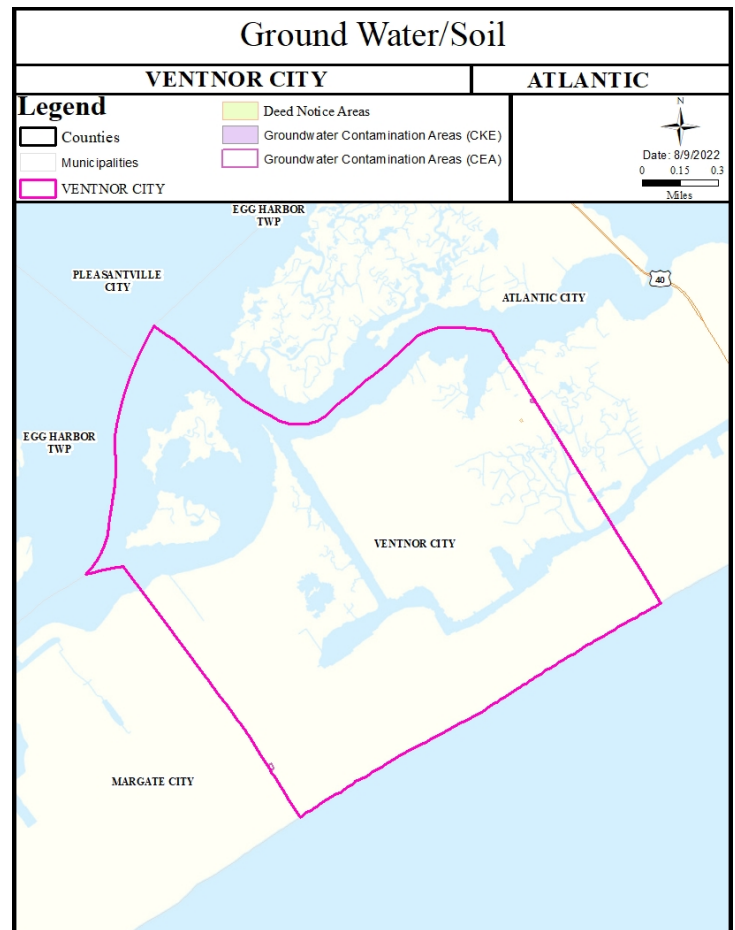 Ground Water/Soil
VENTNOR CITY
ATLANTIC
Legend
Counties
Municipalities
VENTNOR CITY
Deed Notice Areas
Groundwater Contamination Areas (CKE)
Groundwater Contamination Areas (CEA)
N
Date: 8/9/2022
0 0.15 0.3
Miles
EGG HARBOR
TWP
PLEASANTVILLE
CITY
ATLANTIC CITY
40
EGG HARBOR
TWP
VENTNOR CITY
MARGATE CITY